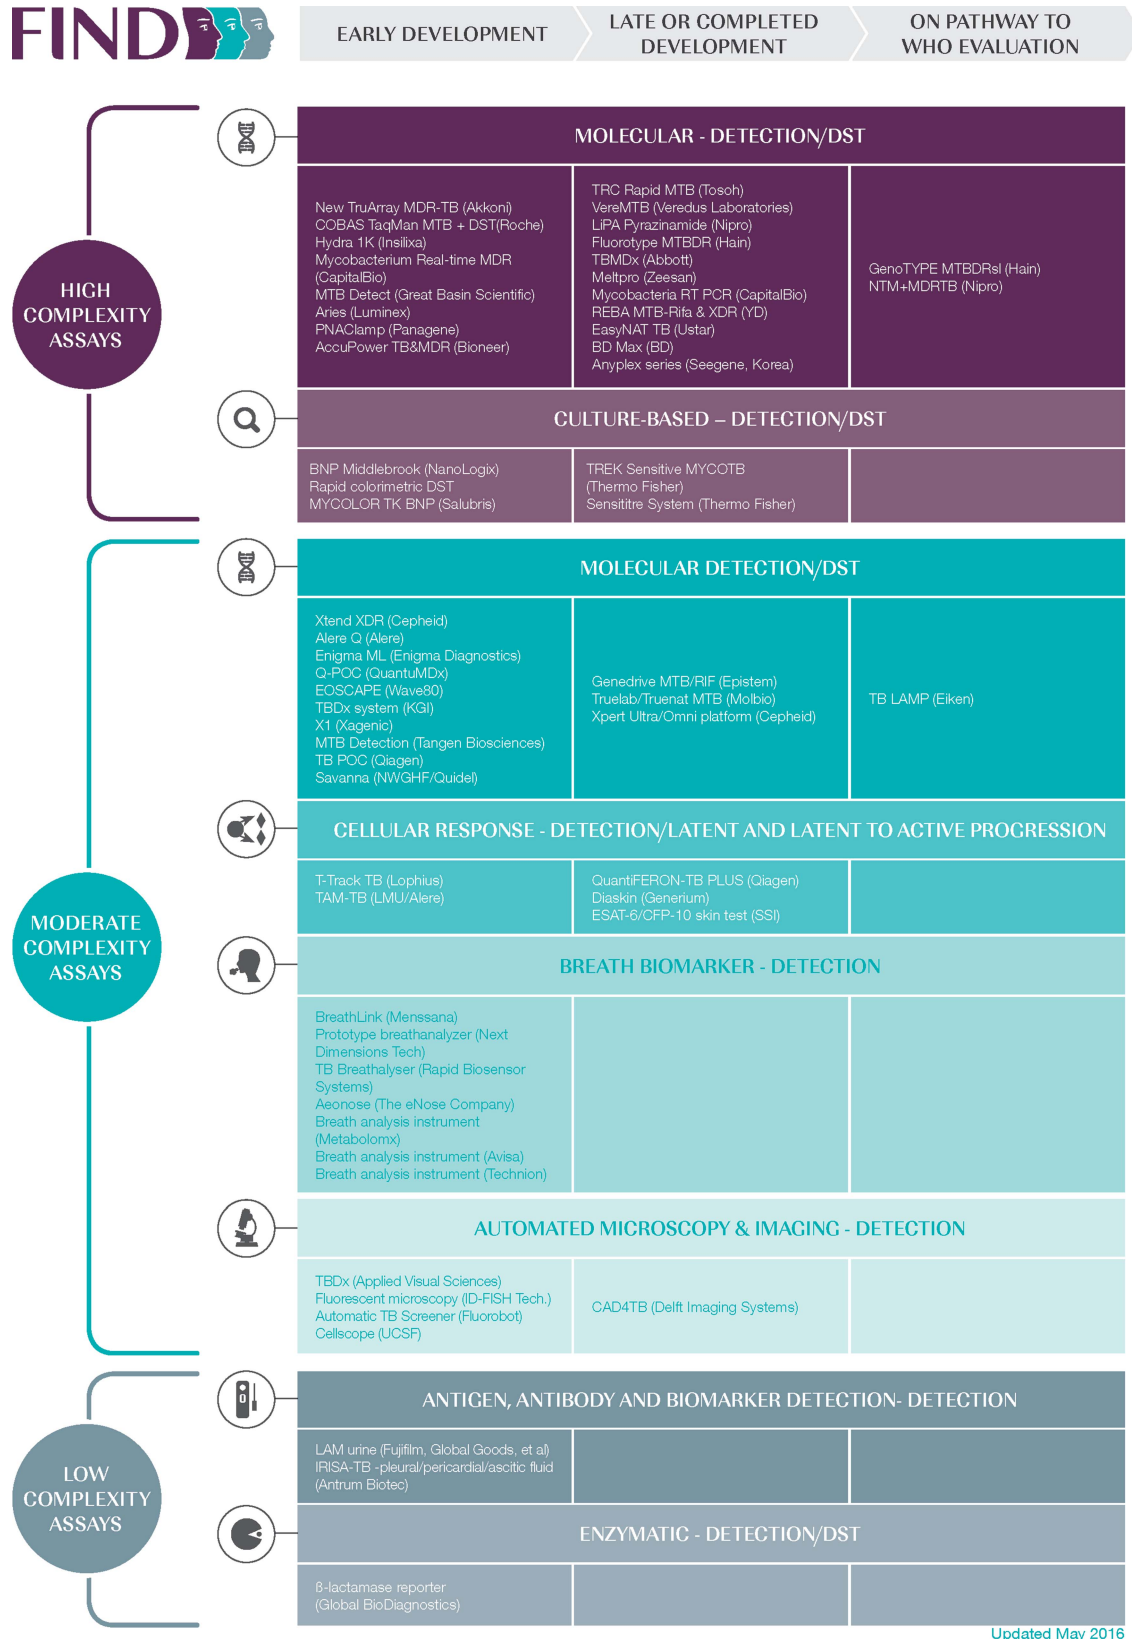 FIND
EARLY DEVELOPMENT
LATE OR COMPLETED
DEVELOPMENT
ON PATHWAY TO
WHO EVALUATION
HIGH
COMPLEXITY
ASSAYS
MOLECULAR - DETECTION/DST
New TruArray MDR-TB (Akkoni)
COBAS TaqMan MTB + DST(Roche)
Hydra 1K (Insilixa)
Mycobacterium Real-time MDR
(CapitalBio)
MTB Detect (Great Basin Scientific)
Aries (Luminex)
PNAClamp (Panagene)
AccuPower TB&MDR (Bioneer)
TRC Rapid MTB (Tosoh)
VereMTB (Veredus Laboratories)
LiPA Pyrazinamide (Nipro)
Fluorotype MTBDR (Hain)
TBMDx (Abbott)
Meltpro (Zeesan)
Mycobacteria RT PCR (CapitalBio)
REBA MTB-Rifa & XDR (YD)
EasyNAT TB (Ustar)
BD Max (BD)
Anyplex series (Seegene, Korea)
GenoTYPE MTBDRsl (Hain)
NTM+MDRTB (Nipro)
CULTURE-BASED – DETECTION/DST
BNP Middlebrook (NanoLogix)
Rapid colorimetric DST
MYCOLOR TK BNP (Salubris)
TREK Sensitive MYCOTB
(Thermo Fisher)
Sensititre System (Thermo Fisher)
MODERATE
COMPLEXITY
ASSAYS
MOLECULAR DETECTION/DST
Xtend XDR (Cepheid)
Alere Q (Alere)
Enigma ML (Enigma Diagnostics)
Q-POC (QuantuMDx)
EOSCAPE (Wave80)
TBDx system (KGI)
X1 (Xagenic)
MTB Detection (Tangen Biosciences)
TB POC (Qiagen)
Savanna (NWGHF/Quidel)
Genedrive MTB/RIF (Epistem)
Truelab/Truenat MTB (Molbio)
Xpert Ultra/Omni platform (Cepheid)
TB LAMP (Eiken)
CELLULAR RESPONSE - DETECTION/LATENT AND LATENT TO ACTIVE PROGRESSION
T-Track TB (Lophius)
TAM-TB (LMU/Alere)
QuantiFERON-TB PLUS (Qiagen)
Diaskin (Generium)
ESAT-6/CFP-10 skin test (SSI)
BREATH BIOMARKER - DETECTION
BreathLink (Menssana)
Prototype breathanalyzer (Next
Dimensions Tech)
TB Breathalyser (Rapid Biosensor
Systems)
Aeonose (The eNose Company)
Breath analysis instrument
(Metabolomx)
Breath analysis instrument (Avisa)
Breath analysis instrument (Technion)
AUTOMATED MICROSCOPY & IMAGING - DETECTION
TBDx (Applied Visual Sciences)
Fluorescent microscopy (ID-FISH Tech.)
Automatic TB Screener (Fluorobot)
Cellscope (UCSF)
CAD4TB (Delft Imaging Systems)
LOW
COMPLEXITY
ASSAYS
ANTIGEN, ANTIBODY AND BIOMARKER DETECTION- DETECTION
LAM urine (Fujifilm, Global Goods, et al)
IRISA-TB -pleural/pericardial/ascitic fluid
(Antrum Biotec)
ENZYMATIC - DETECTION/DST
ß-lactamase reporter
(Global BioDiagnostics)
Updated May 2016